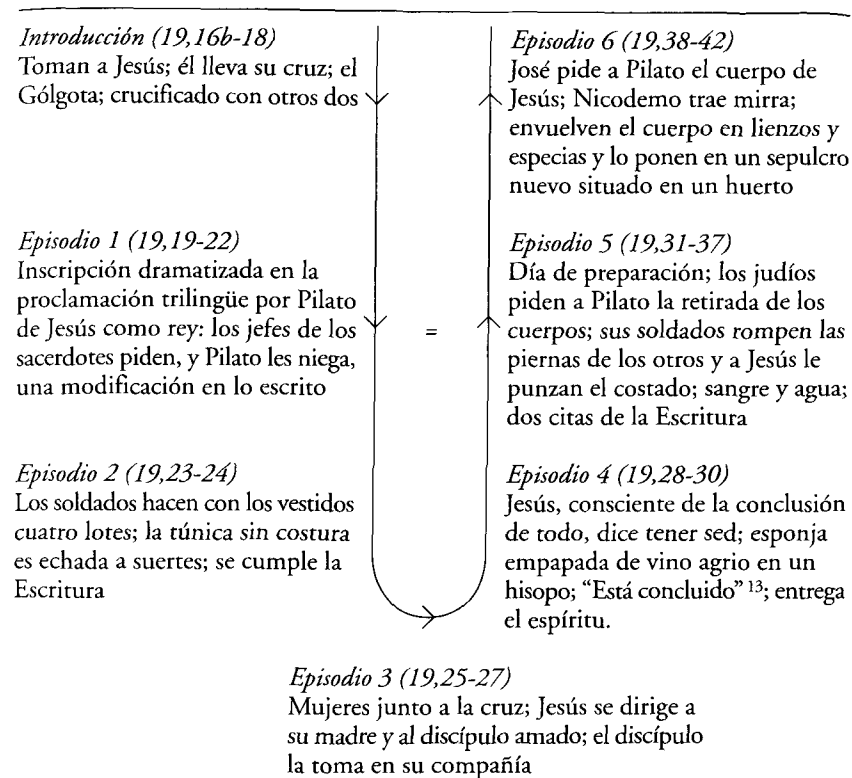 Introducción (19,16b-18)
Toman a Jesús; él lleva su cruz; el
Gólgota; crucificado con otros dos
Episodio 1 (19,19-22)
Inscripción dramatizada en la
proclamación trilingüe por Pilato
de Jesús como rey: los jefes de los
sacerdotes piden, y Pilato les niega,
una modificación en lo escrito
Episodio 2 (19,23-24)
Los soldados hacen con los vestidos
cuatro lotes; la túnica sin costura
es echada a suertes; se cumple la
Escritura
Episodio 3 (19,25-27)
Mujeres junto a la cruz; Jesús se dirige a
su madre y al discípulo amado; el discípulo
la toma en su compañía
Episodio 4 (19,28-30)
Jesús, consciente de la conclusión
de todo, dice tener sed; esponja
empapada de vino agrio en un
hisopo; “Está concluido” 13; entrega
el espíritu.
Episodio 5 (19,31-37)
Día de preparación; los judíos
piden a Pilato la retirada de los
cuerpos; sus soldados rompen las
piernas de los otros y a Jesús le
punzan el costado; sangre y agua;
dos citas de la Escritura
Episodio 6 (19,38-42)
José pide a Pilato el cuerpo de
Jesús; Nicodemo trae mirra;
envuelven el cuerpo en lienzos y
especias y lo ponen en un sepulcro
nuevo situado en un huerto
=